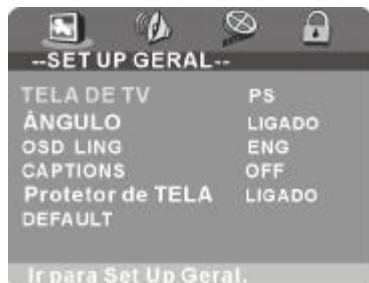 --SET UP GERAL--
TELA DE TV PS
ÂNGULO LIGADO
OSD LING ENG
CAPTIONS OFF
Protetor de TELA LIGADO
DEFAULT
Ir para Set Up Geral.